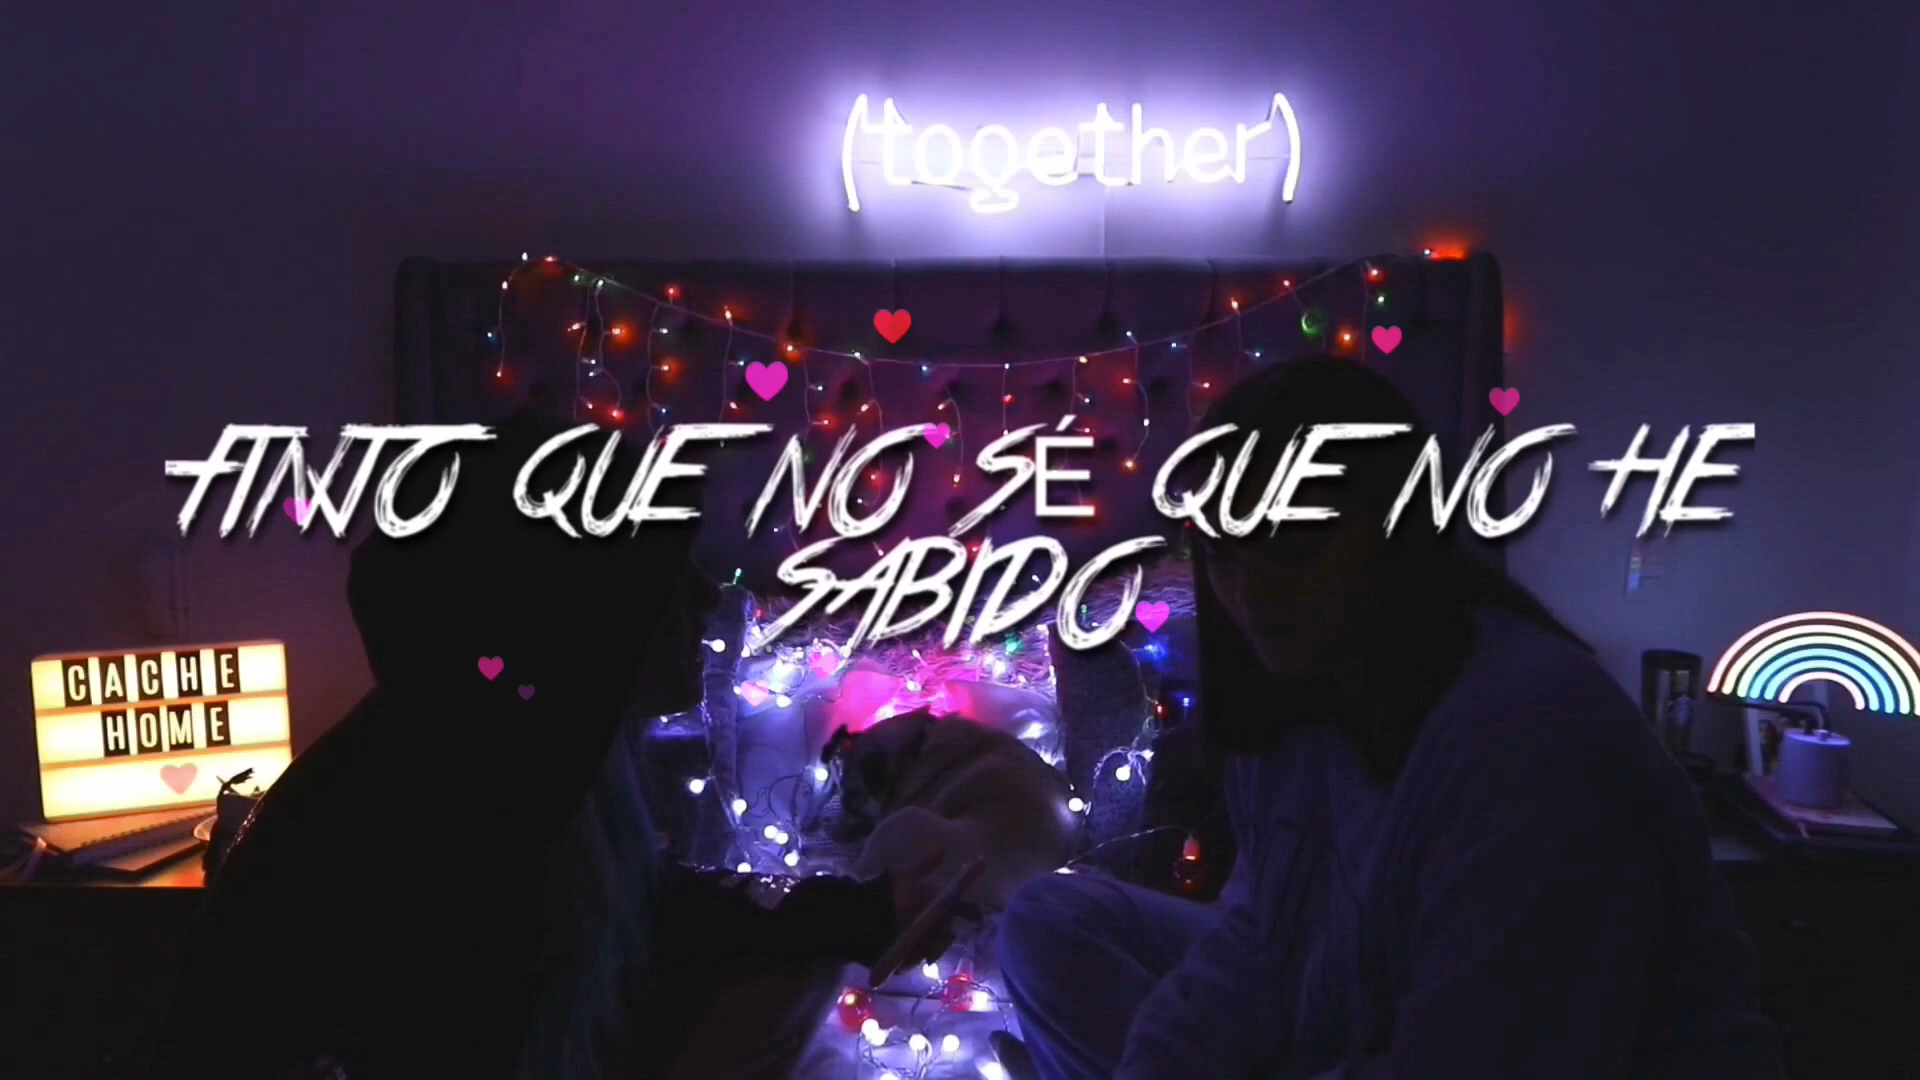 (together)
FINJO QUE NO SÉ QUE NO HE
SABIDO
CACHE
HOME